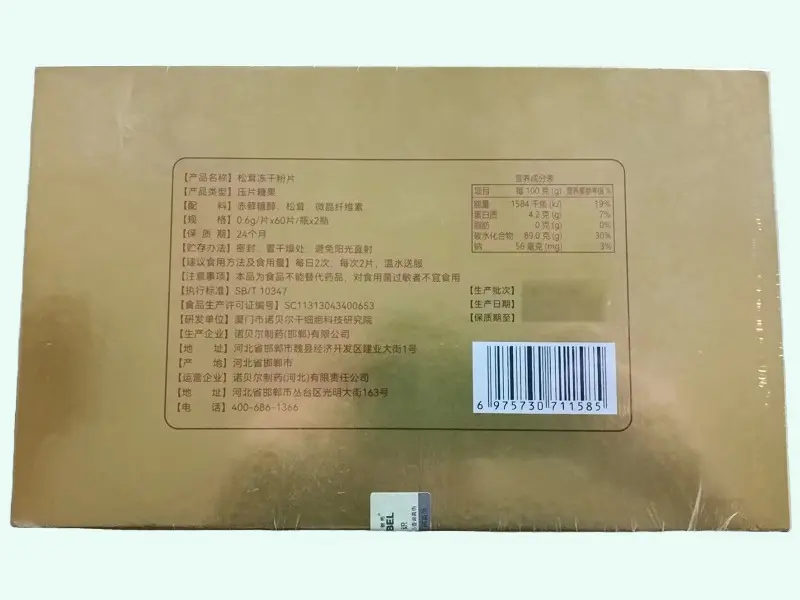 【产品名称】松茸冻干粉片
【产品类型】压片糖果
【配 料】赤藓糖醇、松茸、微晶纤维素
【规 格】0.6g/片x60片/瓶x2瓶
【保 质 期】24个月
【贮存办法】密封、置干燥处、避免阳光直射
【建议食用方法及食用量】每日2次、每次2片，温水送服
【注意事项】本品为食品不能替代药品，对食用菌过敏者不宜食用
【执行标准】SB/T 10347
【食品生产许可证编号】SC11313043400653
【研发单位】厦门市诺贝尔干细胞科技研究院
【生产企业】诺贝尔制药(邯郸)有限公司
【地 址】河北省邯郸市魏县经济开发区建业大街1号
【产 地】河北省邯郸市
【运营企业】诺贝尔制药(河北)有限责任公司
【地 址】河北省邯郸市丛台区光明大街163号
【电 话】400-686-1366
营养成分表
项目 每100克(g) 营养素参考值%
能量 1584千焦(kJ) 19%
蛋白质 4.2克(g) 7%
脂肪 0克(g) 0%
碳水化合物 89.0克(g) 30%
钠 56毫克(mg) 3%
【生产批次】
【生产日期】
【保质期至】
6 975730 711585
BEL